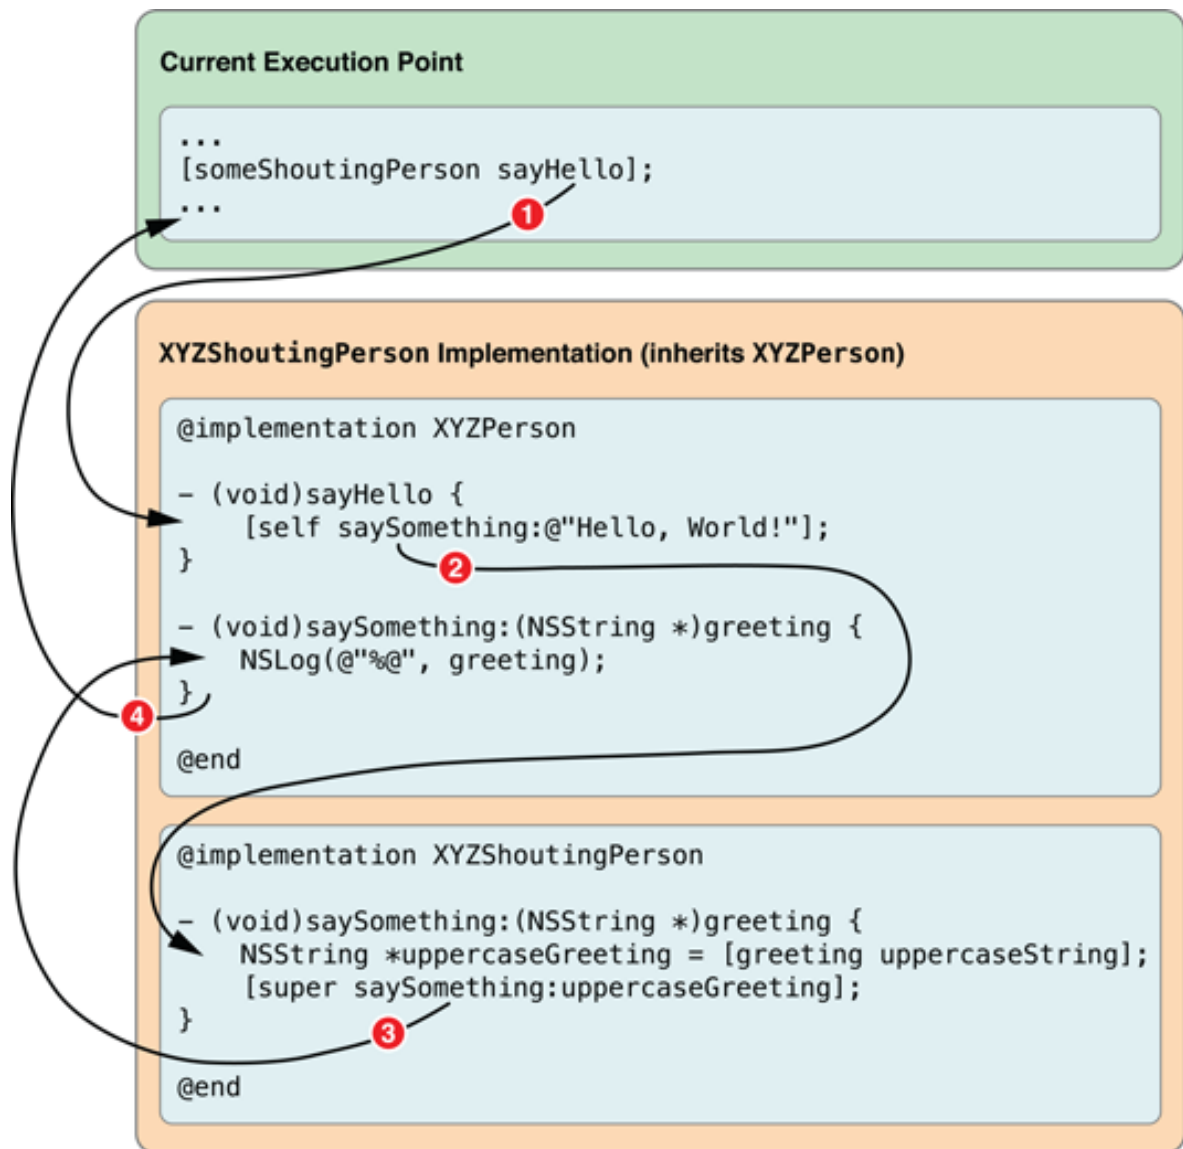 Current Execution Point
...
[someShoutingPerson sayHello];
1
...
XYZShoutingPerson Implementation (inherits XYZPerson)
@implementation XYZPerson
- (void)sayHello {
[self saySomething:@"Hello, World!"];
}
2
- (void)saySomething:(NSString *)greeting {
NSLog(@"%@", greeting);
}
4
@end
@implementation XYZShoutingPerson
- (void)saySomething:(NSString *)greeting {
NSString *uppercaseGreeting = [greeting uppercaseString];
[super saySomething:uppercaseGreeting];
}
3
@end